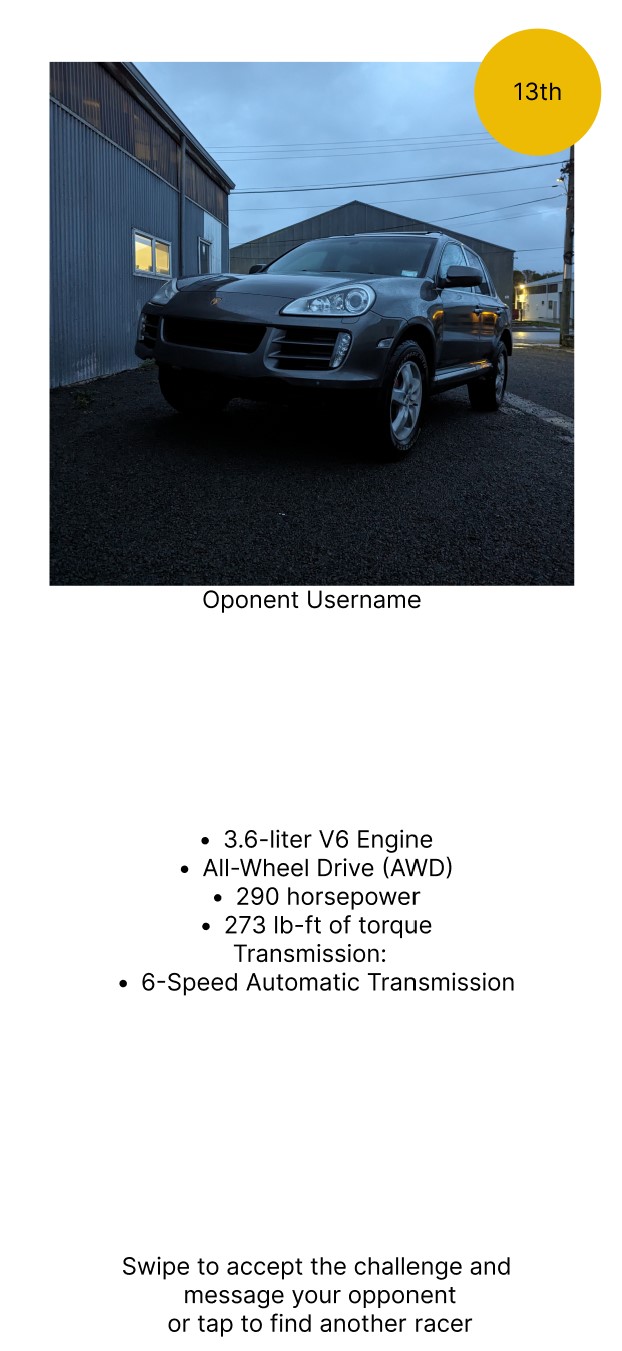 13th
Oponent Username
• 3.6-liter V6 Engine
• All-Wheel Drive (AWD)
• 290 horsepower
• 273 lb-ft of torque
Transmission:
• 6-Speed Automatic Transmission
Swipe to accept the challenge and
message your opponent
or tap to find another racer